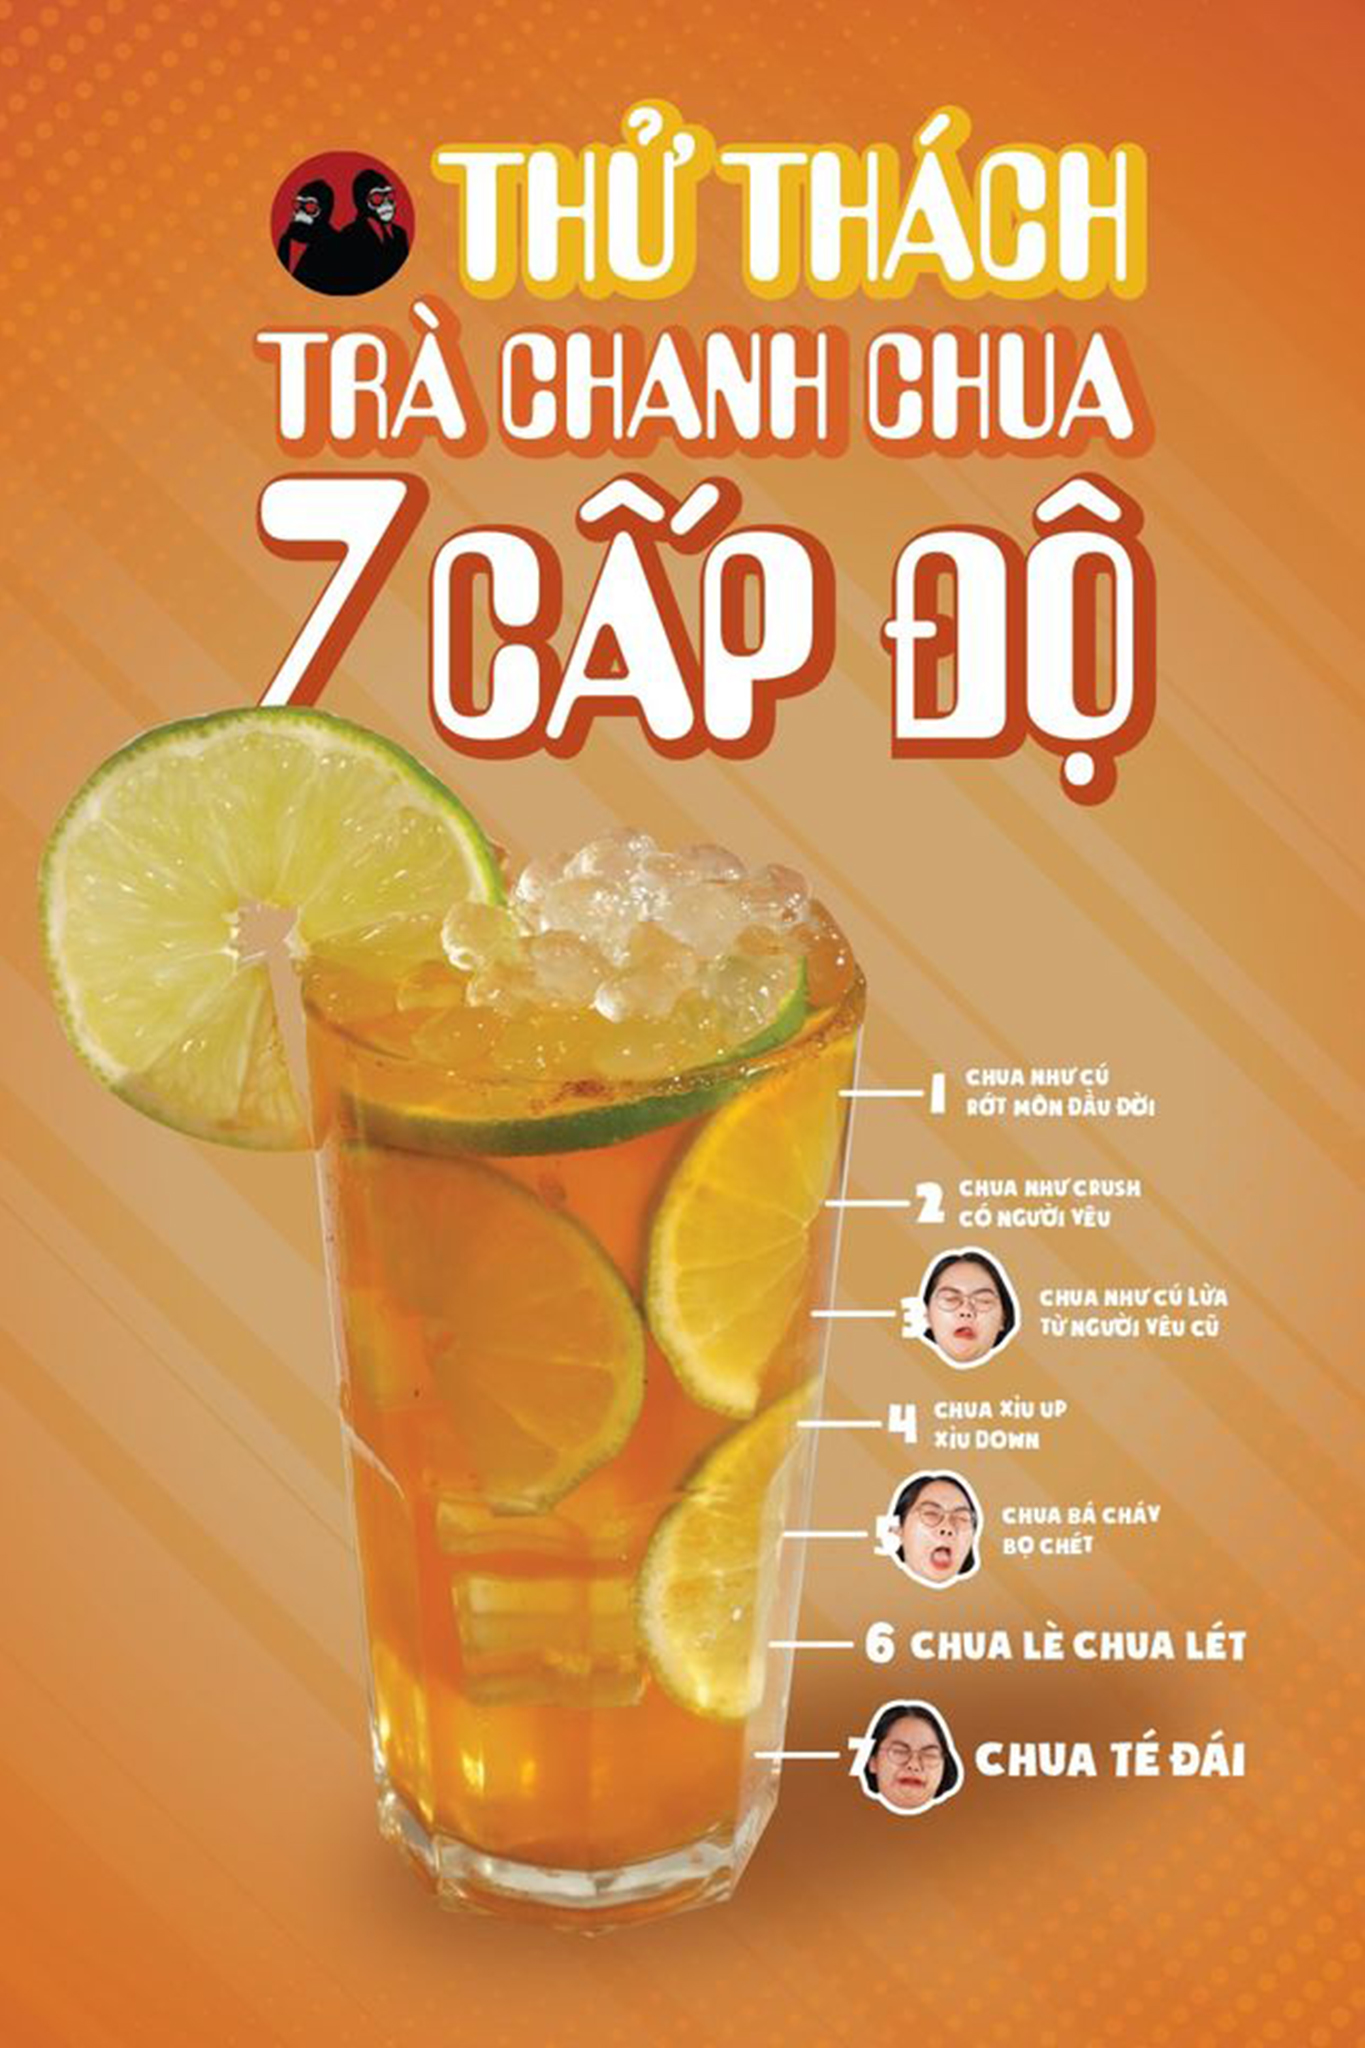 THỬ THÁCH
TRÀ CHANH CHUA
7 CẤP ĐỘ
1 CHUA NHƯ CÚ
RỚT MÔN ĐẦU ĐỜI
2 CHUA NHƯ CRUSH
CÓ NGƯỜI YÊU
3 CHUA NHƯ CÚ LỪA
TỪ NGƯỜI YÊU CŨ
4 CHUA XỈU UP
XỈU DOWN
5 CHUA BÁ CHÁY
BỌ CHÉT
6 CHUA LÈ CHUA LÉT
7 CHUA TÉ ĐÁI